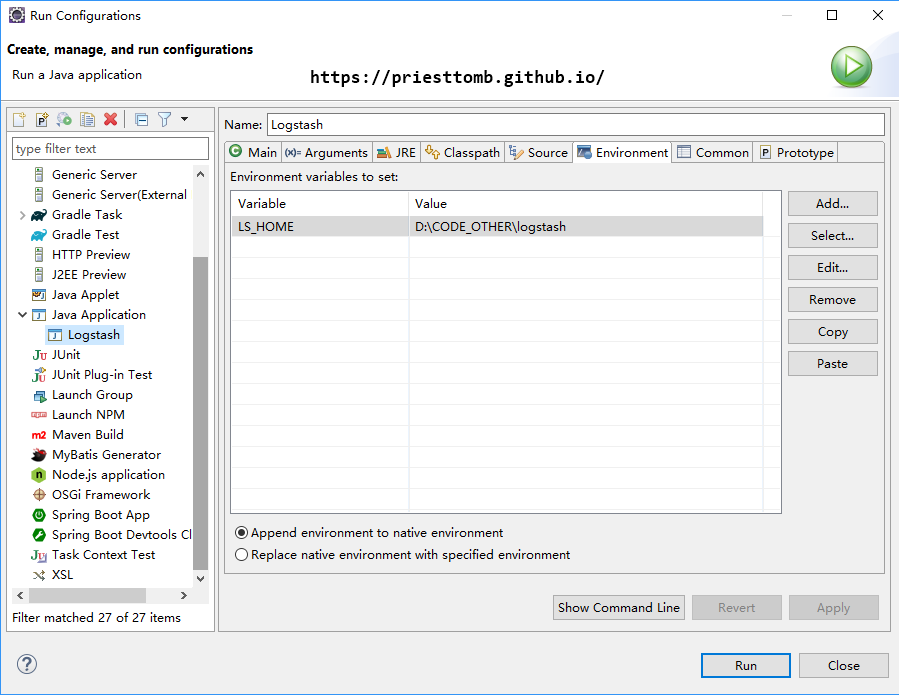 Run Configurations
Create, manage, and run configurations
Run a Java application
https://priesttomb.github.io/
type filter text
Generic Server
Generic Server(External
Gradle Task
Gradle Test
HTTP Preview
J2EE Preview
Java Applet
Java Application
Logstash
JUnit
JUnit Plug-in Test
Launch Group
Launch NPM
Maven Build
MyBatis Generator
Node.js application
OSGi Framework
Spring Boot App
Spring Boot Devtools Cl
Task Context Test
XSL
Filter matched 27 of 27 items
Name: Logstash
Main (x)= Arguments JRE Classpath Source Environment Common Prototype
Environment variables to set:
Variable Value
LS_HOME D:\CODE_OTHER\logstash
Add...
Select...
Edit...
Remove
Copy
Paste
Append environment to native environment
Replace native environment with specified environment
Show Command Line Revert Apply
Run Close